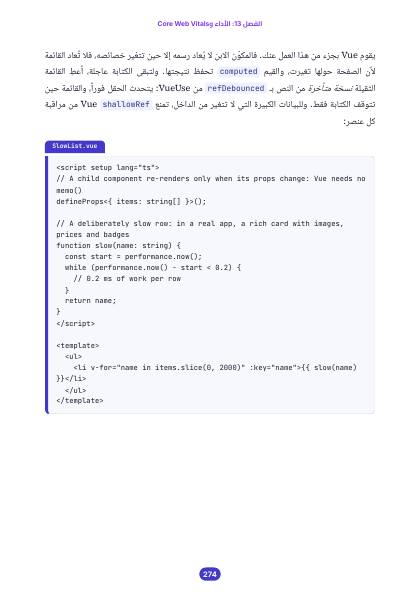 الفصل 13: الأداء وCore Web Vitals
يقوم Vue بجزء من هذا العمل عنك. فالمكوّن الابن لا يُعاد رسمه إلا حين تتغير خصائصه، فلا تُعاد القائمة
لأن الصفحة حولها تغيرت، والقيم computed تحفظ نتيجتها. ولتبقى الكتابة عاجلة، أعطِ القائمة
الثقيلة نسخة متأخرة من النص بـ refDebounced من VueUse: يتحدث الحقل فوراً، والقائمة حين
تتوقف الكتابة فقط. وللبيانات الكبيرة التي لا تتغير من الداخل، تمنع shallowRef Vue من مراقبة
كل عنصر:
SlowList.vue
<script setup lang="ts">
// A child component re-renders only when its props change: Vue needs no
memo()
defineProps<{ items: string[] }>();

// A deliberately slow row: in a real app, a rich card with images,
prices and badges
function slow(name: string) {
  const start = performance.now();
  while (performance.now() - start < 0.2) {
    // 0.2 ms of work per row
  }
  return name;
}
</script>

<template>
  <ul>
    <li v-for="name in items.slice(0, 2000)" :key="name">{{ slow(name)
}}</li>
  </ul>
</template>
274